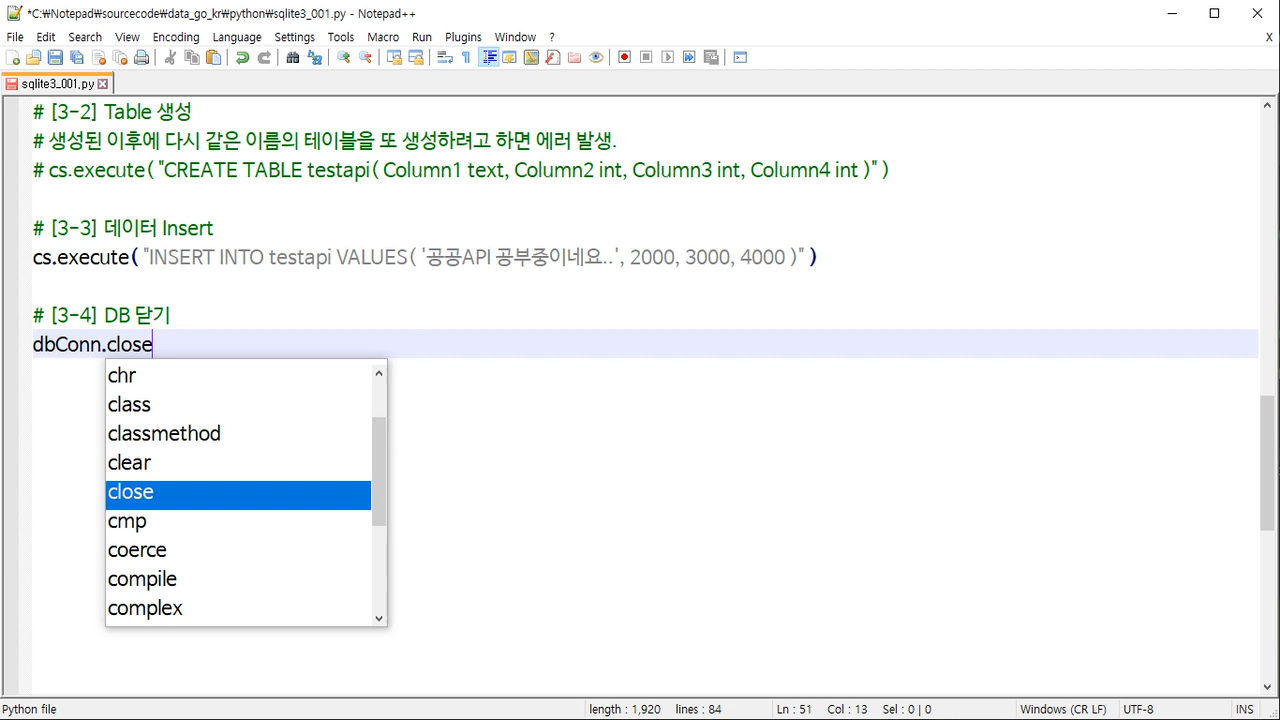 *C:₩Notepad₩sourcecode₩data_go_kr₩python₩sqlite3_001.py - Notepad++
File Edit Search View Encoding Language Settings Tools Macro Run Plugins Window ? X
sqlite3_001.py
# [3-2] Table 생성
# 생성된 이후에 다시 같은 이름의 테이블을 또 생성하려고 하면 에러 발생.
# cs.execute( "CREATE TABLE testapi( Column1 text, Column2 int, Column3 int, Column4 int )" )
# [3-3] 데이터 Insert
cs.execute( "INSERT INTO testapi VALUES( '공공API 공부중이네요..', 2000, 3000, 4000 )" )
# [3-4] DB 닫기
dbConn.close
chr
class
classmethod
clear
close
cmp
coerce
compile
complex
Python file length : 1,920 lines : 84 Ln : 51 Col : 13 Sel : 0 | 0 Windows (CR LF) UTF-8 INS